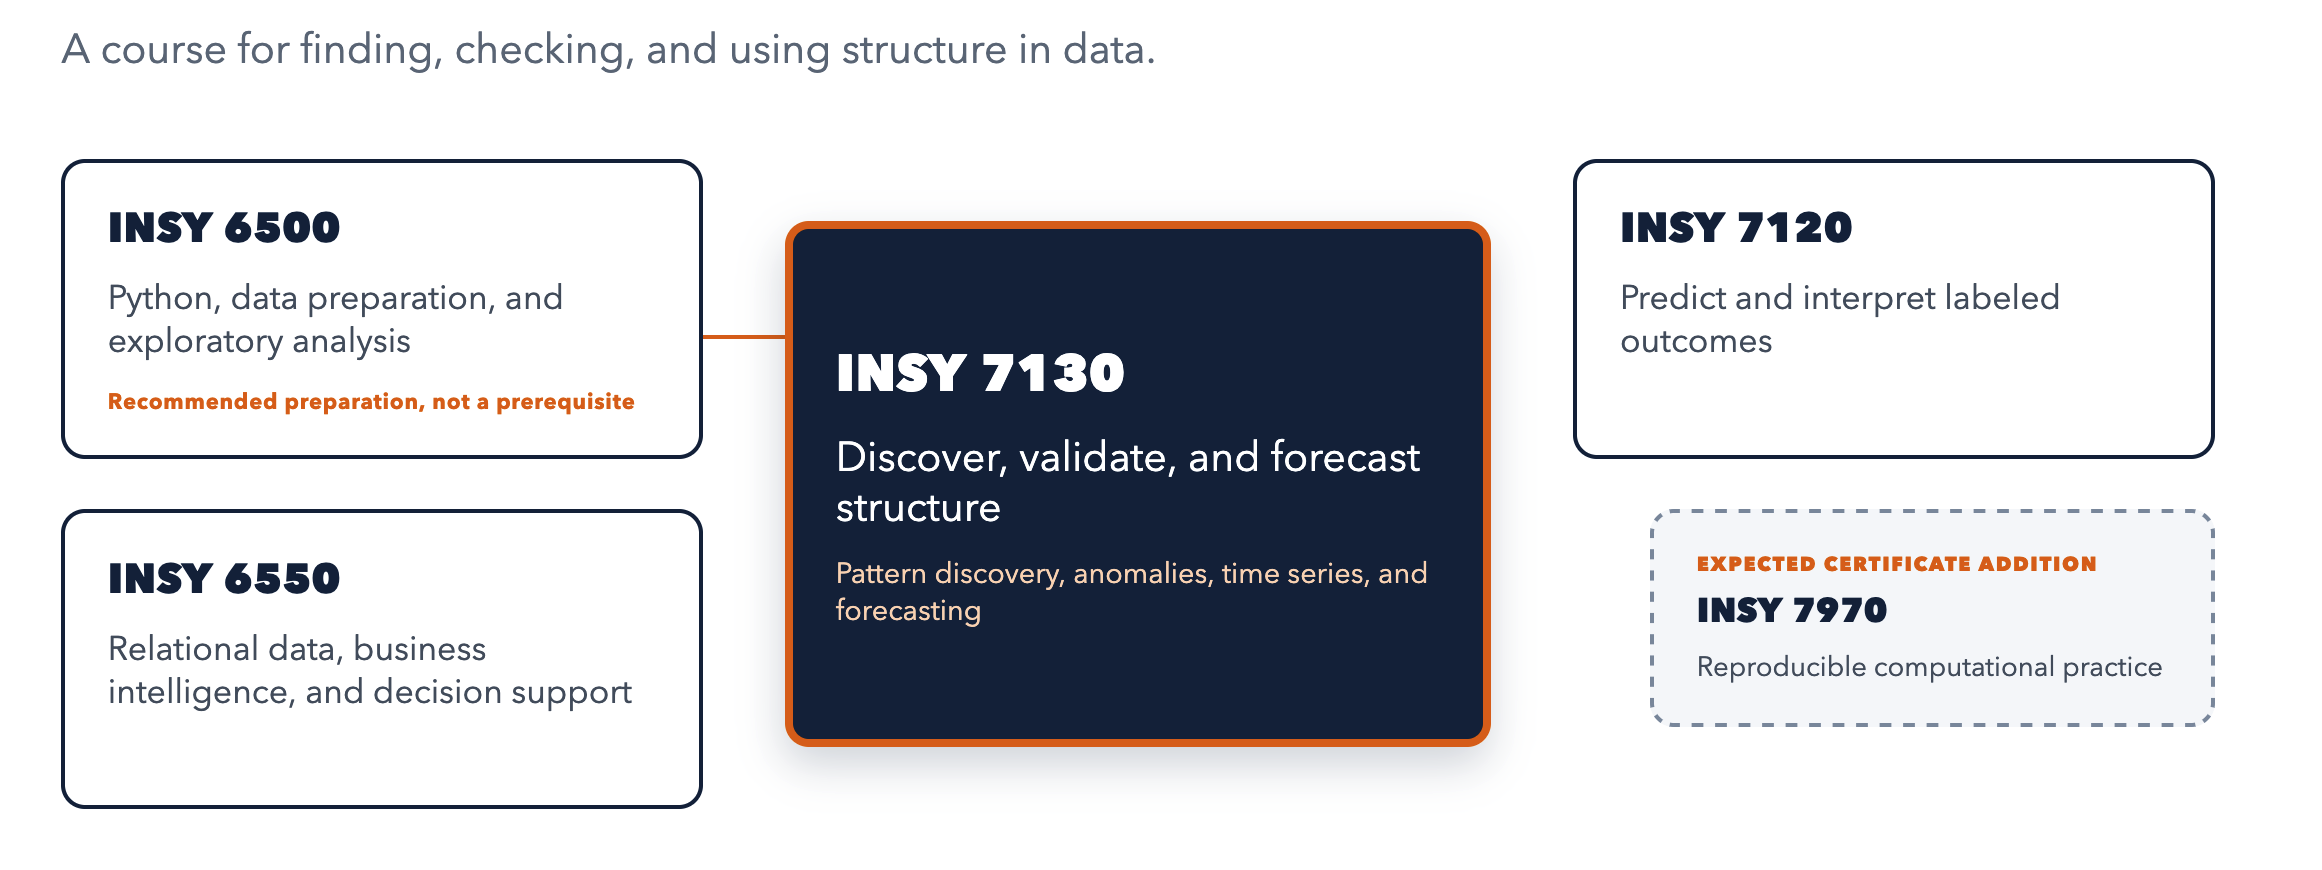 A course for finding, checking, and using structure in data.
INSY 6500
Python, data preparation, and
exploratory analysis
Recommended preparation, not a prerequisite
INSY 6550
Relational data, business
intelligence, and decision support
INSY 7130
Discover, validate, and forecast
structure
Pattern discovery, anomalies, time series, and
forecasting
INSY 7120
Predict and interpret labeled
outcomes
EXPECTED CERTIFICATE ADDITION
INSY 7970
Reproducible computational practice